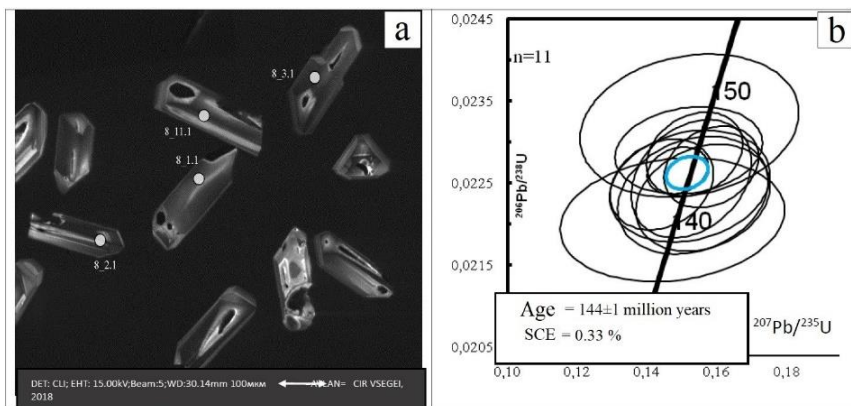 a
8_3.1
8_11.1
8_1.1
8_2.1
DET: CLI; EHT: 15.00kV;Beam:5;WD:30.14mm 100мкм CIR VSEGEI,
2018
b
0,0245
n=11
0,0235
150
206Pb/238U
0,0225
140
0,0215
Age = 144±1 million years
SCE = 0.33 %
207Pb/235U
0,0205
0,10 0,12 0,14 0,16 0,18